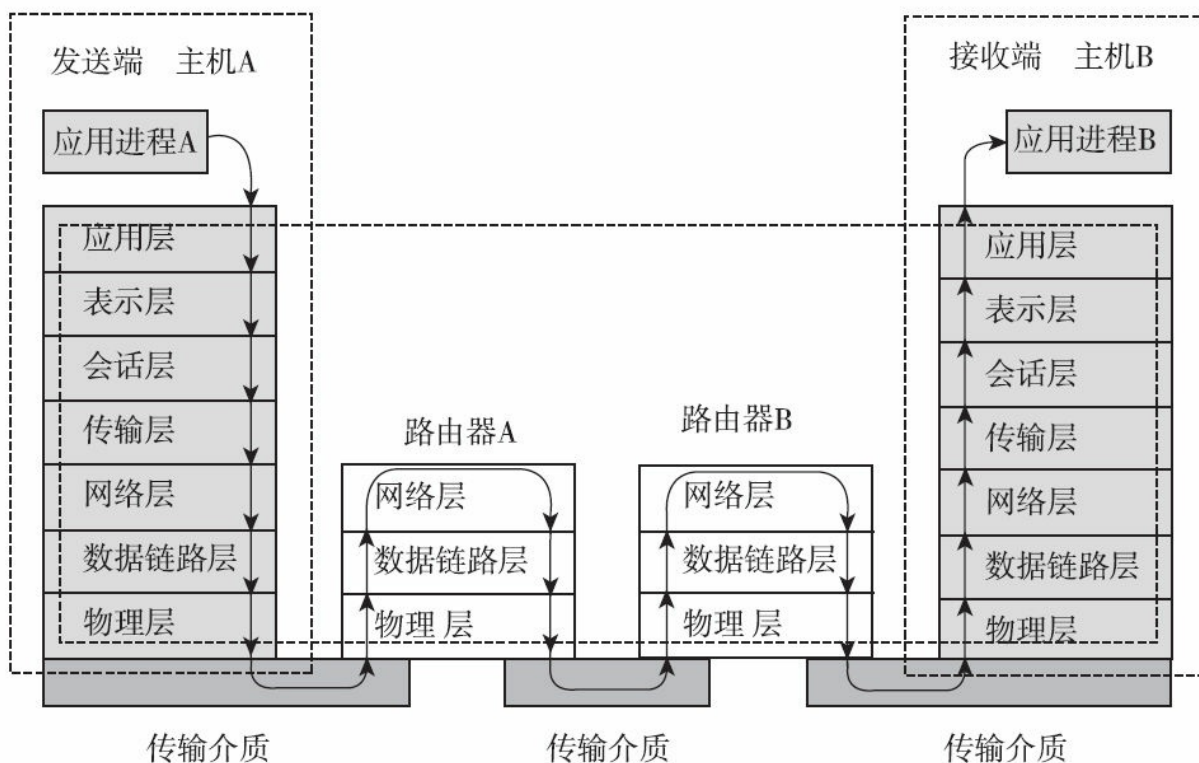 发送端 主机A
应用进程A
应用层
表示层
会话层
传输层
网络层
数据链路层
物理层
路由器A
网络层
数据链路层
物理 层
路由器B
网络层
数据链路层
物理 层
接收端 主机B
应用进程B
应用层
表示层
会话层
传输层
网络层
数据链路层
物理层
传输介质
传输介质
传输介质